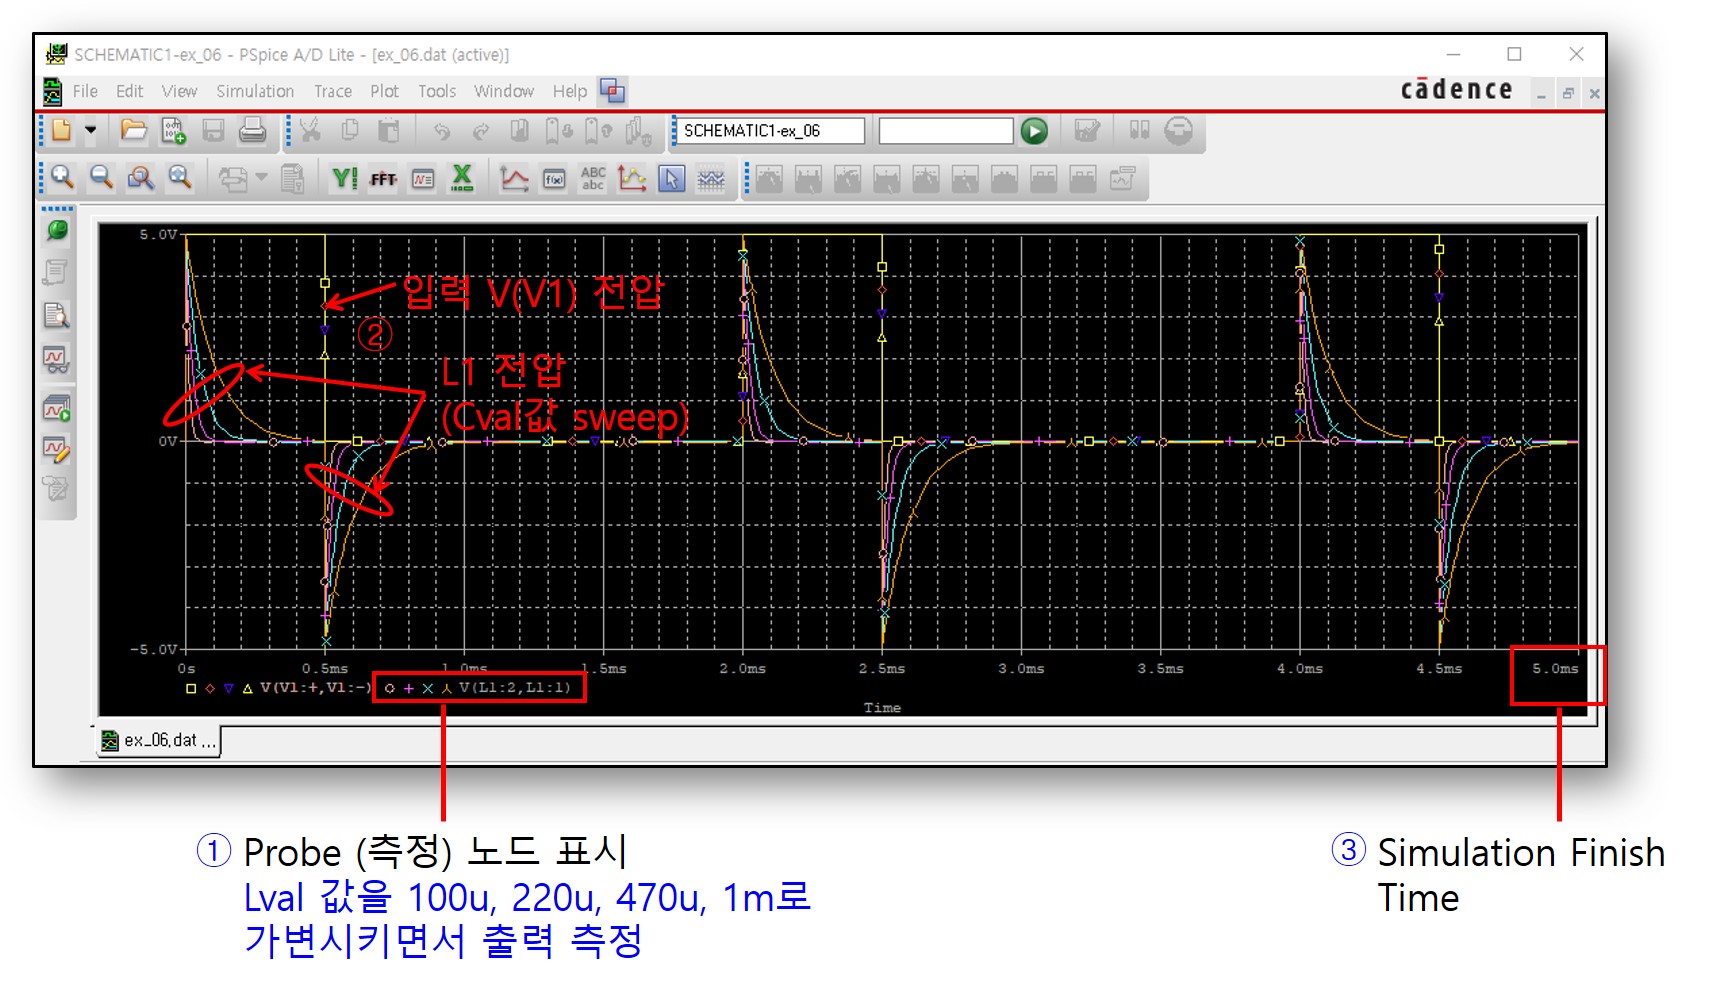 SCHEMATIC1-ex_06 - PSpice A/D Lite - [ex_06.dat (active)]
File Edit View Simulation Trace Plot Tools Window Help
cādence
SCHEMATIC1-ex_06
FFT
f(x)
ABC
abc
5.0V
0V
-5.0V
입력 V(V1) 전압
②
L1 전압
(Cval값 sweep)
0s 0.5ms 1.0ms 1.5ms 2.0ms 2.5ms 3.0ms 3.5ms 4.0ms 4.5ms 5.0ms
V(V1:+,V1:-) V(L1:2,L1:1)
Time
ex_06.dat ...
① Probe (측정) 노드 표시
Lval 값을 100u, 220u, 470u, 1m로
가변시키면서 출력 측정
③ Simulation Finish
Time